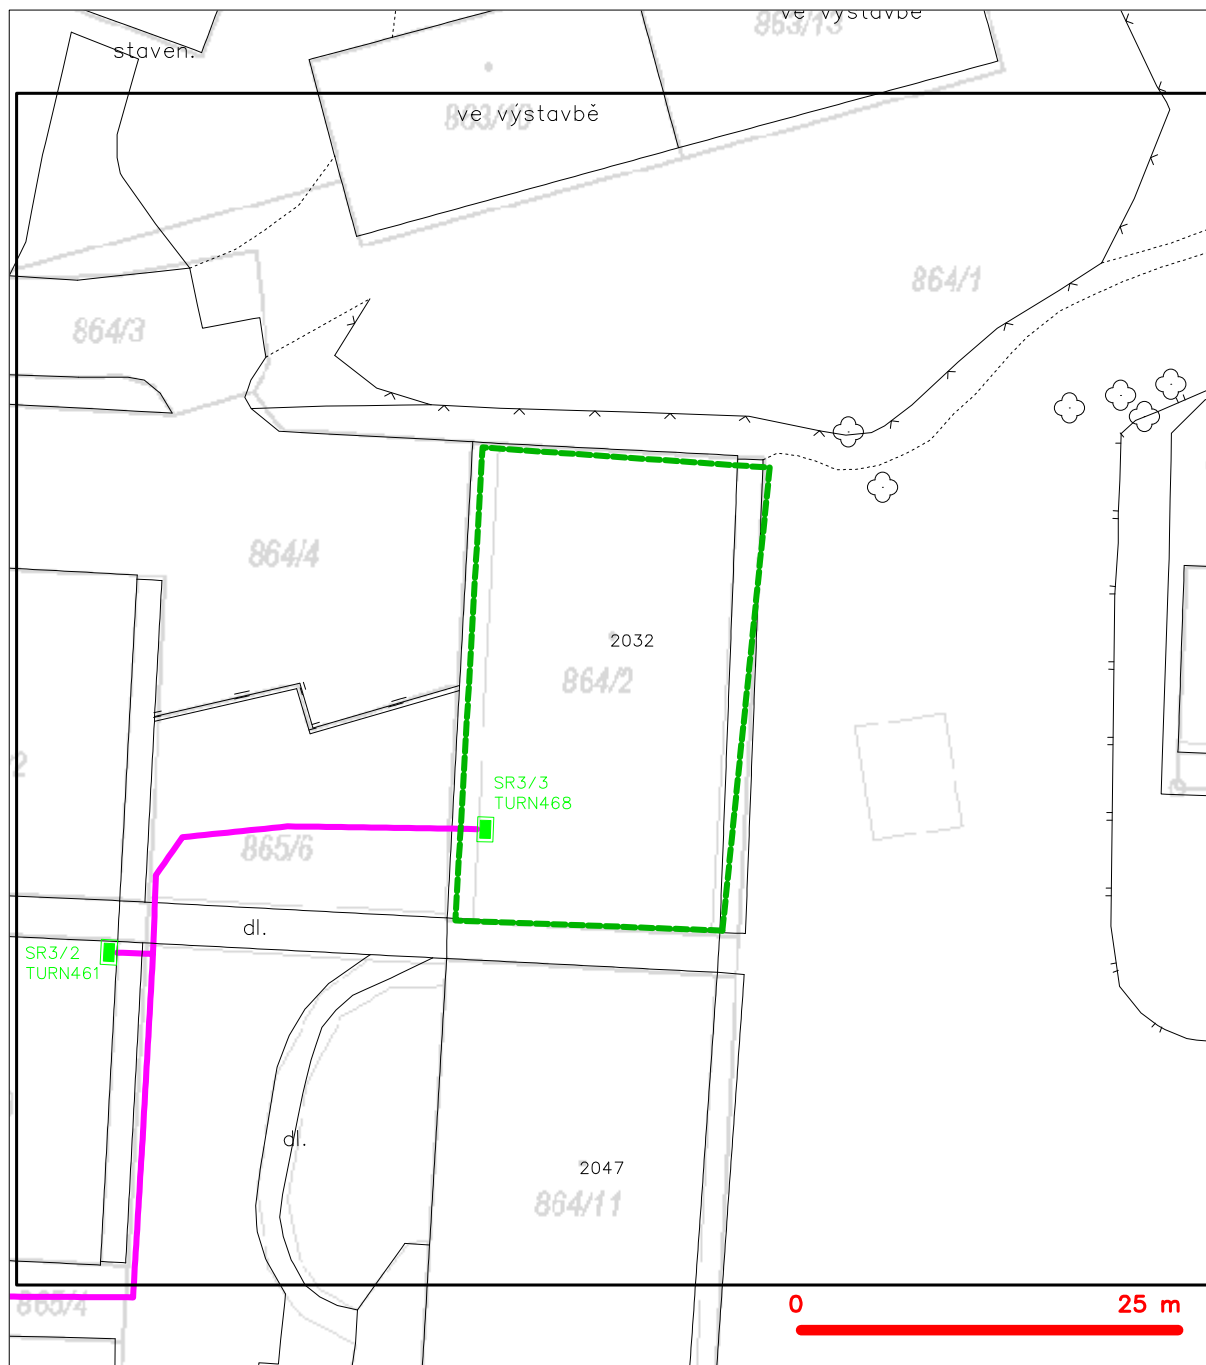 ve výstavbě
863/13
staven.
ve výstavbě
864/1
864/3
864/4
2032
864/2
SR3/3
TURN468
865/6
dl.
SR3/2
TURN461
dl.
2047
864/11
865/4
0 25 m